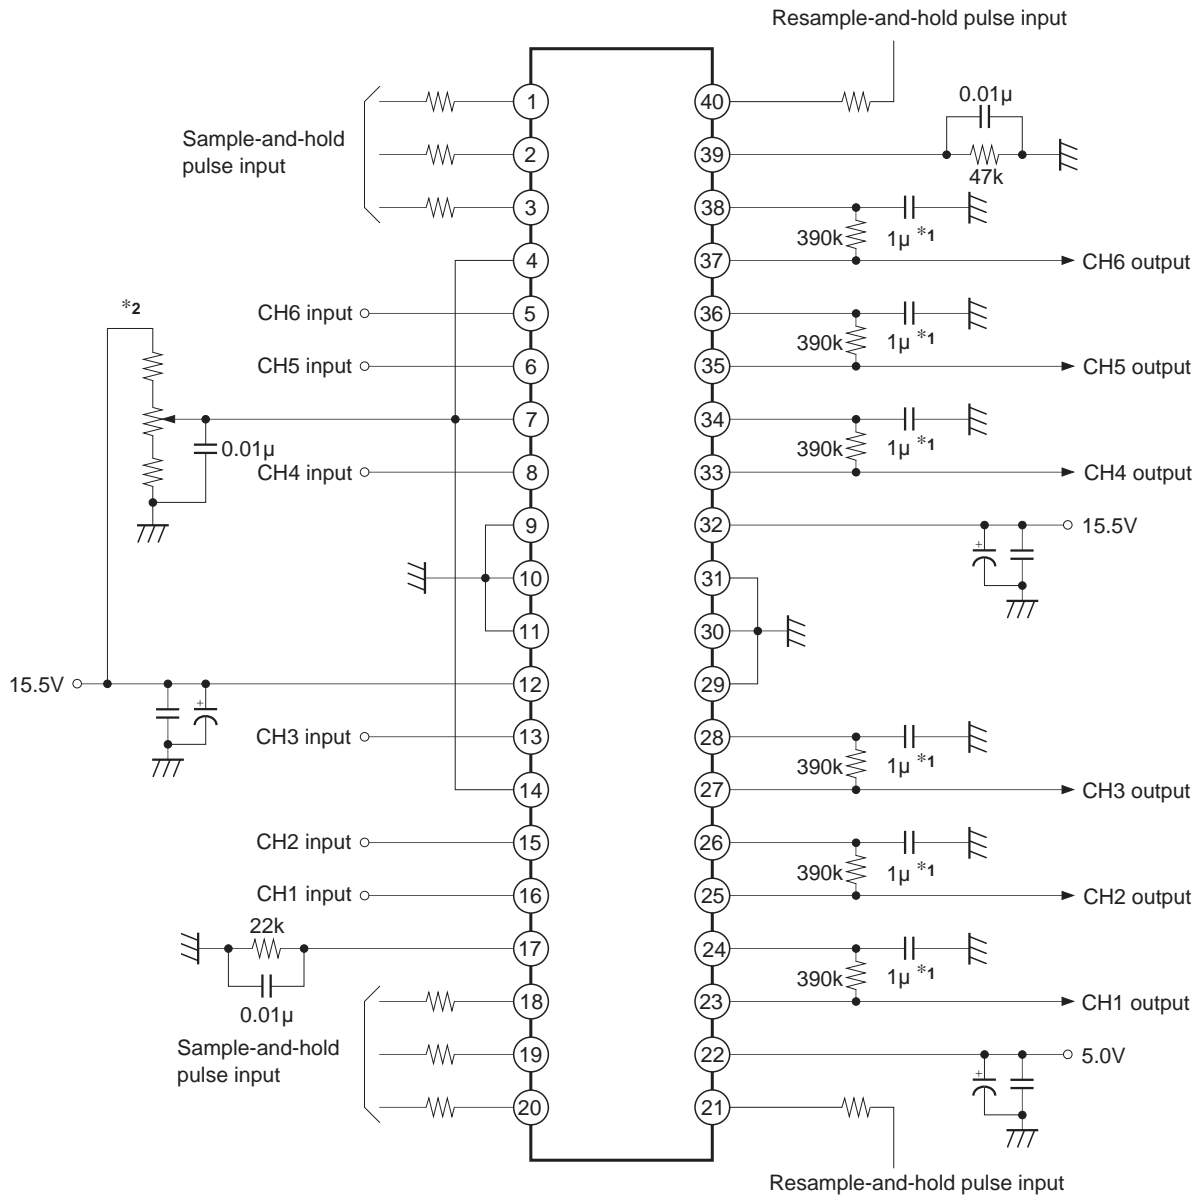 Resample-and-hold pulse input
1
40
0.01μ
Sample-and-hold
pulse input
2
39
47k
3
38
390k
1μ *1
4
37
CH6 output
*2
CH6 input
5
36
390k
1μ *1
CH5 input
6
35
CH5 output
7
34
0.01μ
390k
1μ *1
CH4 input
8
33
CH4 output
9
32
15.5V
10
31
11
30
15.5V
12
29
CH3 input
13
28
390k
1μ *1
14
27
CH3 output
CH2 input
15
26
390k
1μ *1
CH1 input
16
25
CH2 output
22k
17
24
0.01μ
390k
1μ *1
18
23
CH1 output
Sample-and-hold
pulse input
19
22
5.0V
20
21
Resample-and-hold pulse input